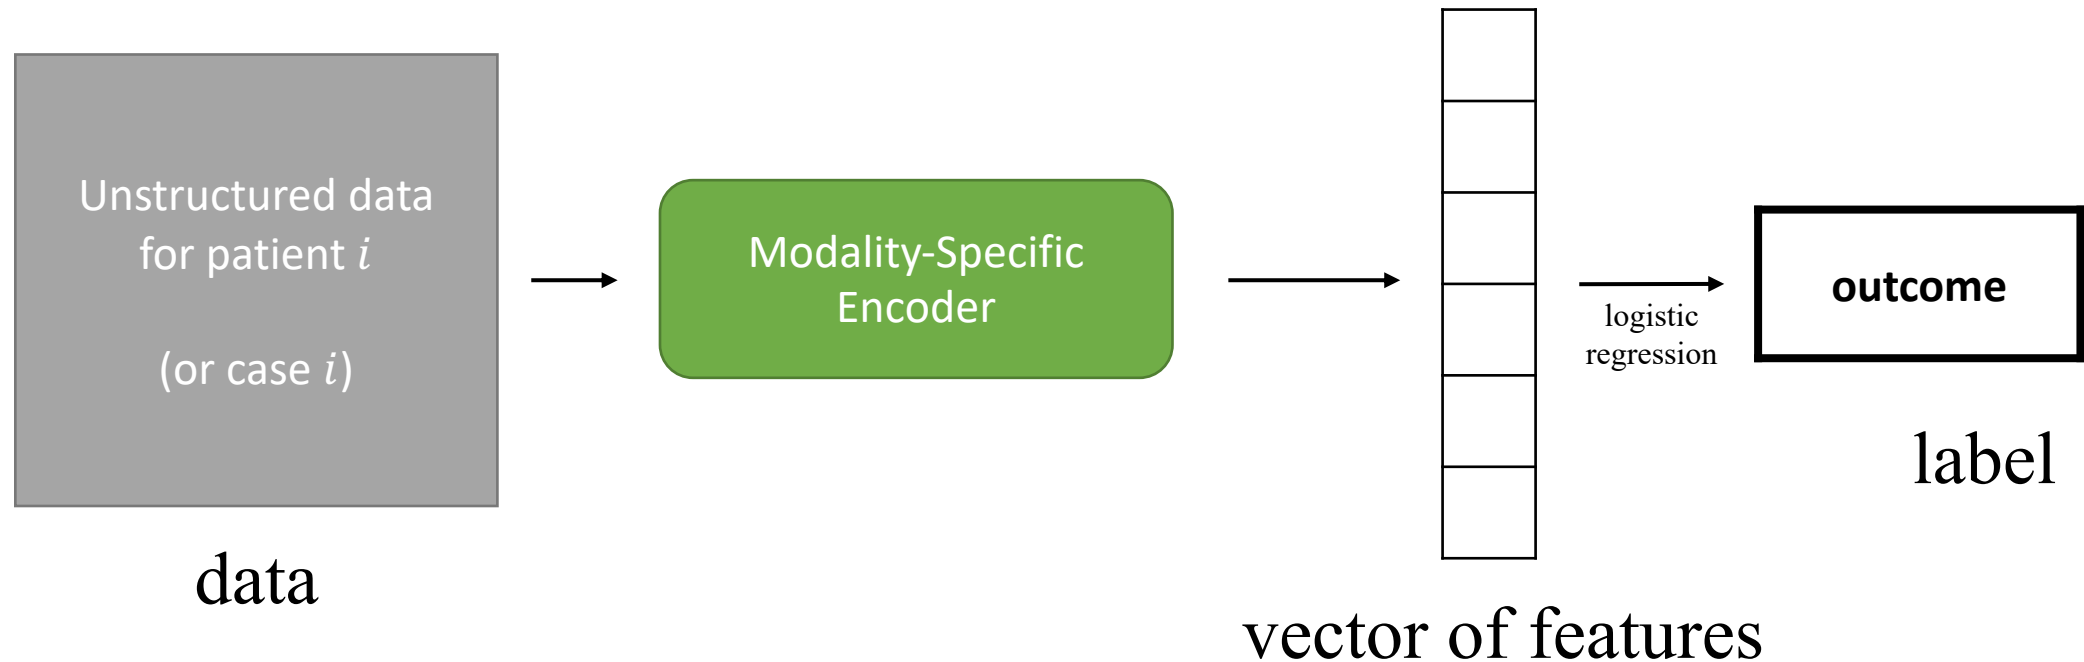 Unstructured data
for patient i
(or case i)
data
Modality-Specific
Encoder
vector of features
logistic
regression
outcome
label